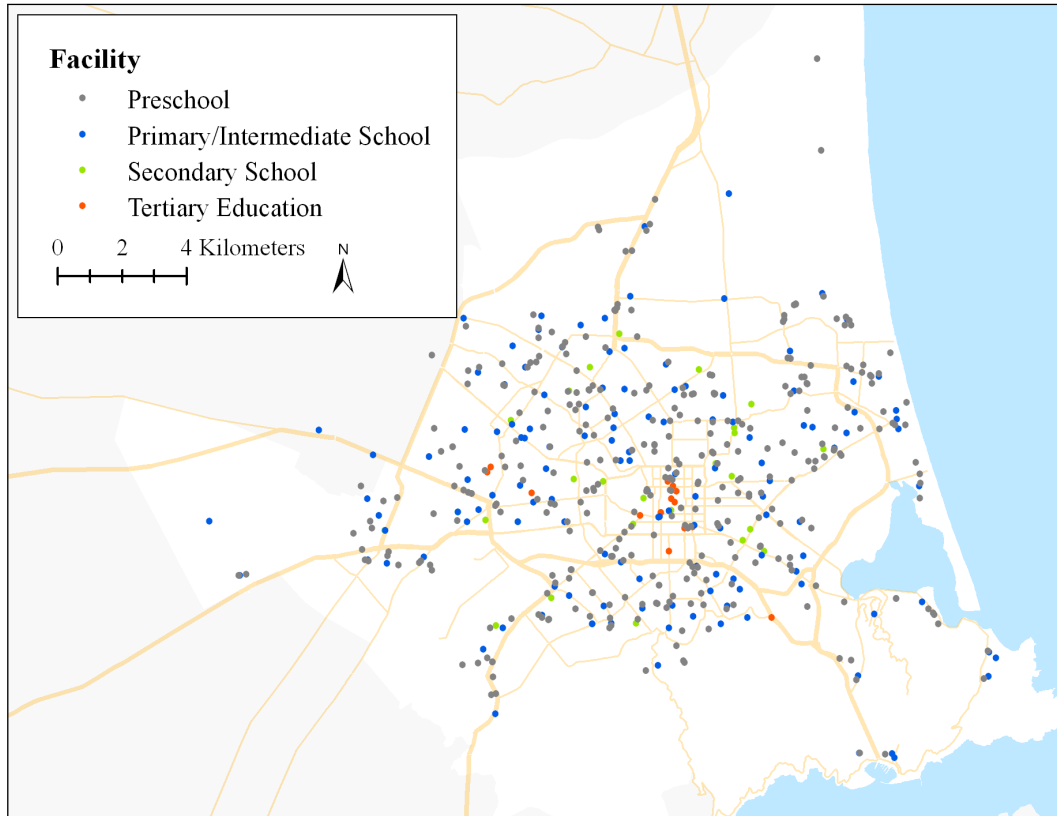 Facility
Preschool
Primary/Intermediate School
Secondary School
Tertiary Education
0 2 4 Kilometers
N